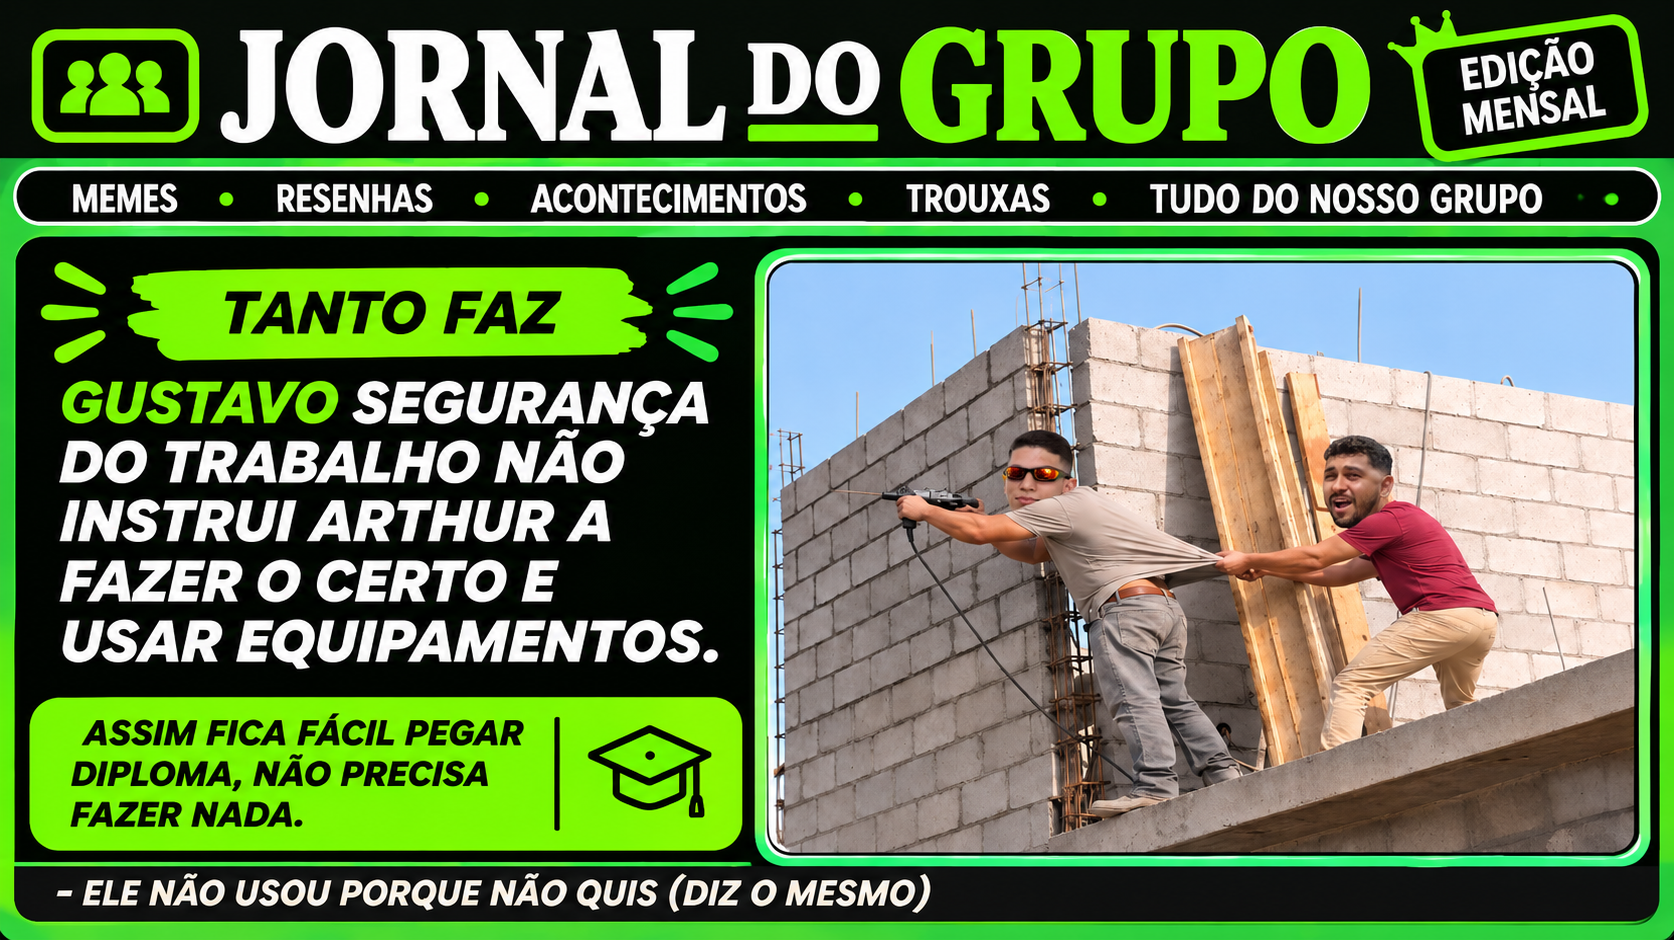 JORNAL DO GRUPO
EDIÇÃO
MENSAL
MEMES • RESENHAS • ACONTECIMENTOS • TROUXAS • TUDO DO NOSSO GRUPO
TANTO FAZ
GUSTAVO SEGURANÇA
DO TRABALHO NÃO
INSTRUI ARTHUR A
FAZER O CERTO E
USAR EQUIPAMENTOS.
ASSIM FICA FÁCIL PEGAR
DIPLOMA, NÃO PRECISA
FAZER NADA.
- ELE NÃO USOU PORQUE NÃO QUIS (DIZ O MESMO)